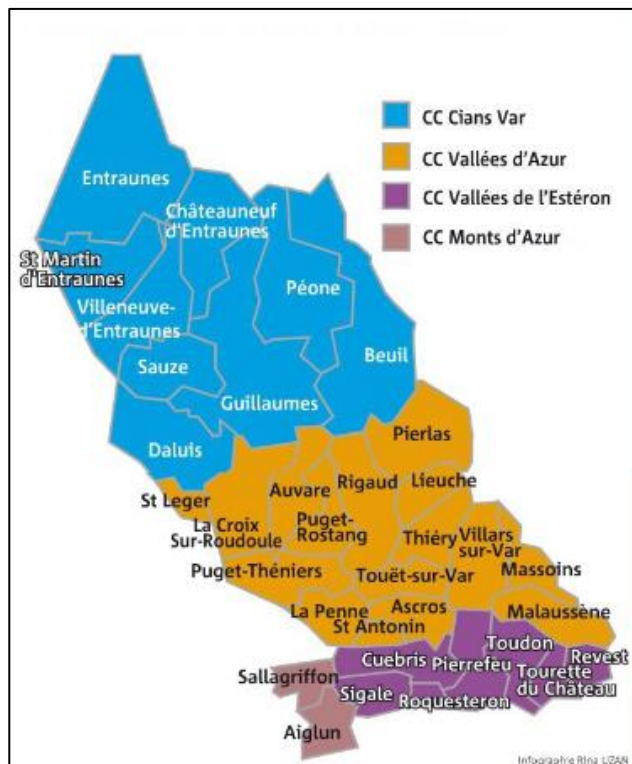 CC Cians Var
CC Vallées d'Azur
CC Vallées de l'Estéron
CC Monts d'Azur
Entraunes
Châteauneuf
d'Entraunes
St Martin
d'Entraunes
Péone
Villeneuve-
d'Entraunes
Beuil
Sauze
Guillaumes
Daluis
Pierlas
St Leger
Auvare
Rigaud
Lieuche
La Croix
Sur-Roudoule
Puget-
Rostang
Thiéry
Villars
sur-Var
Puget-Théniers
Touët-sur-Var
Massoins
La Penne
Ascros
Malaussène
St Antonin
Toudon
Cuebris
Pierrefeu
Revest
Sallagriffon
Tourette
du Château
Sigale
Roquesteron
Aiglun
Infographie Rina UZAN